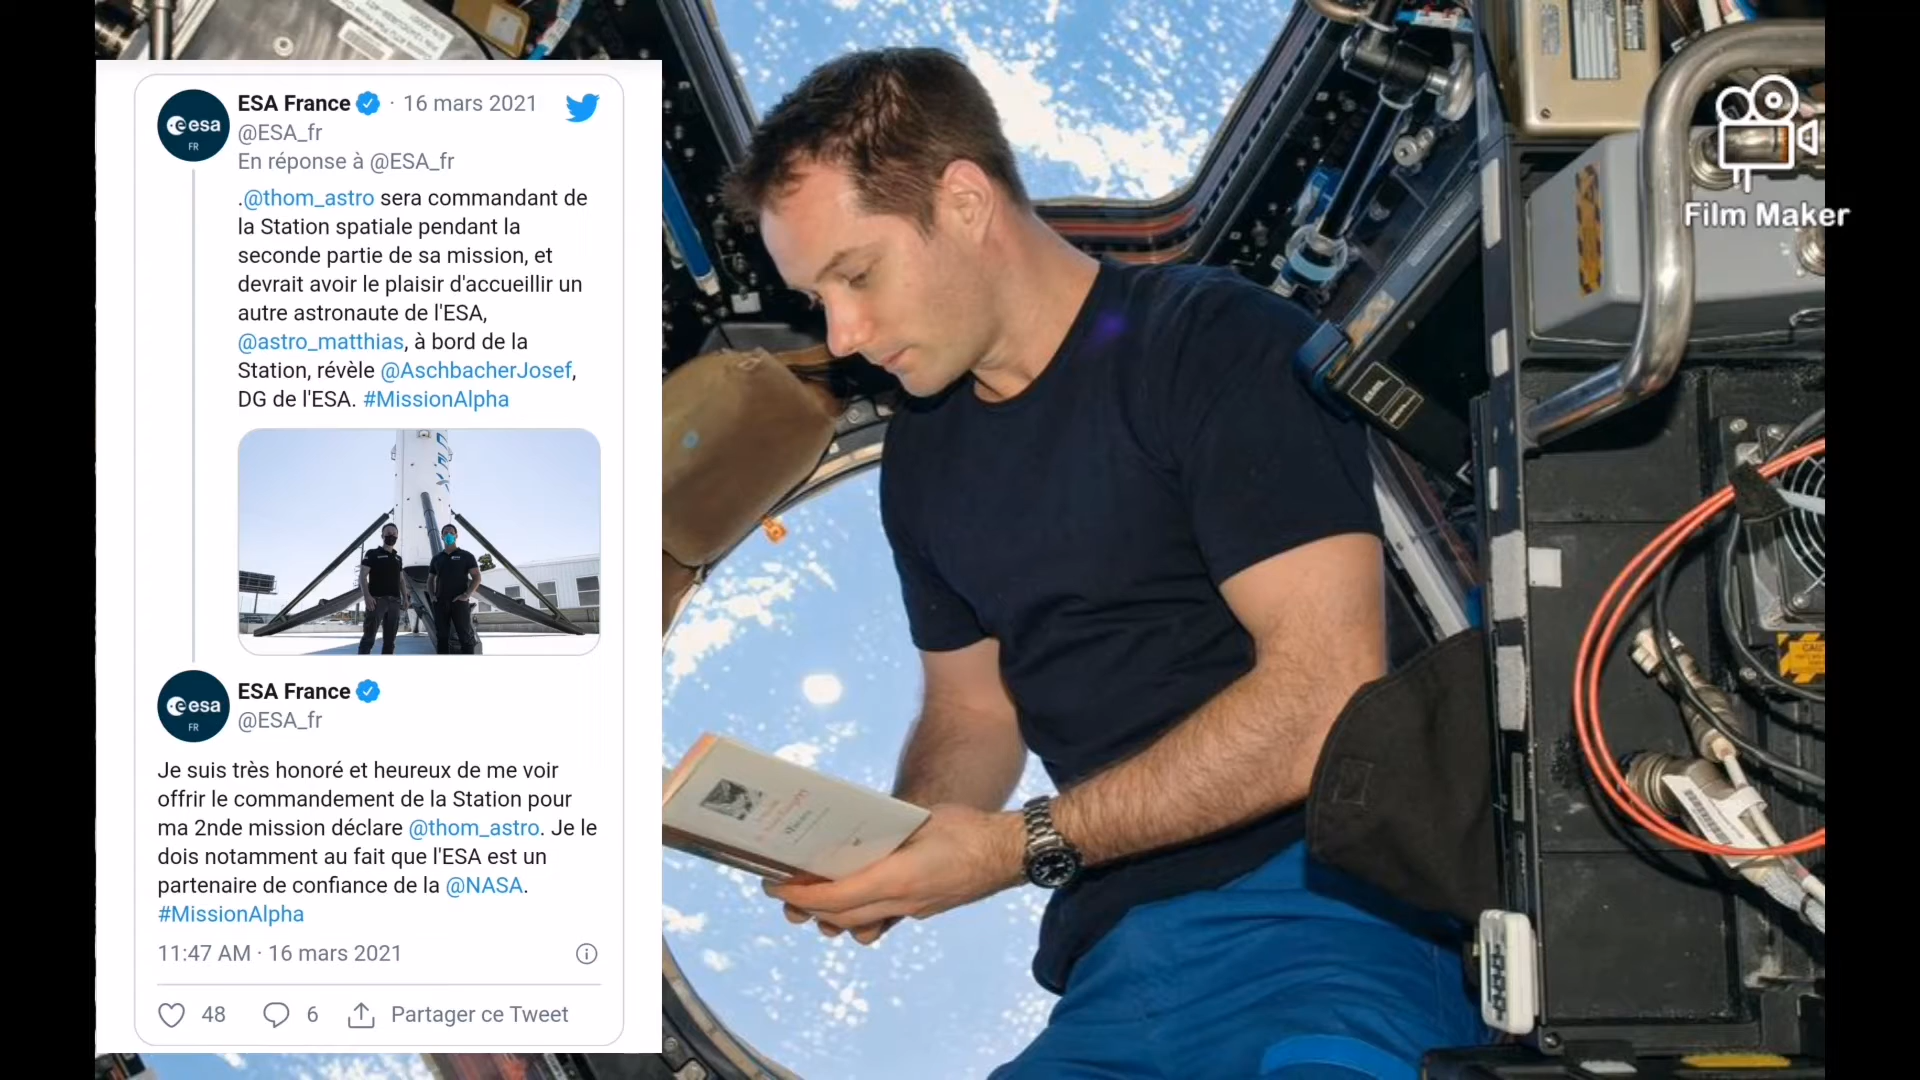 ESA France · 16 mars 2021
@ESA_fr
En réponse à @ESA_fr
.@thom_astro sera commandant de
la Station spatiale pendant la
seconde partie de sa mission, et
devrait avoir le plaisir d'accueillir un
autre astronaute de l'ESA,
@astro_matthias, à bord de la
Station, révèle @AschbacherJosef,
DG de l'ESA. #MissionAlpha
esa
FR
ESA France
@ESA_fr
esa
FR
Je suis très honoré et heureux de me voir
offrir le commandement de la Station pour
ma 2nde mission déclare @thom_astro. Je le
dois notamment au fait que l'ESA est un
partenaire de confiance de la @NASA.
#MissionAlpha
11:47 AM · 16 mars 2021
48
6
Partager ce Tweet
Film Maker